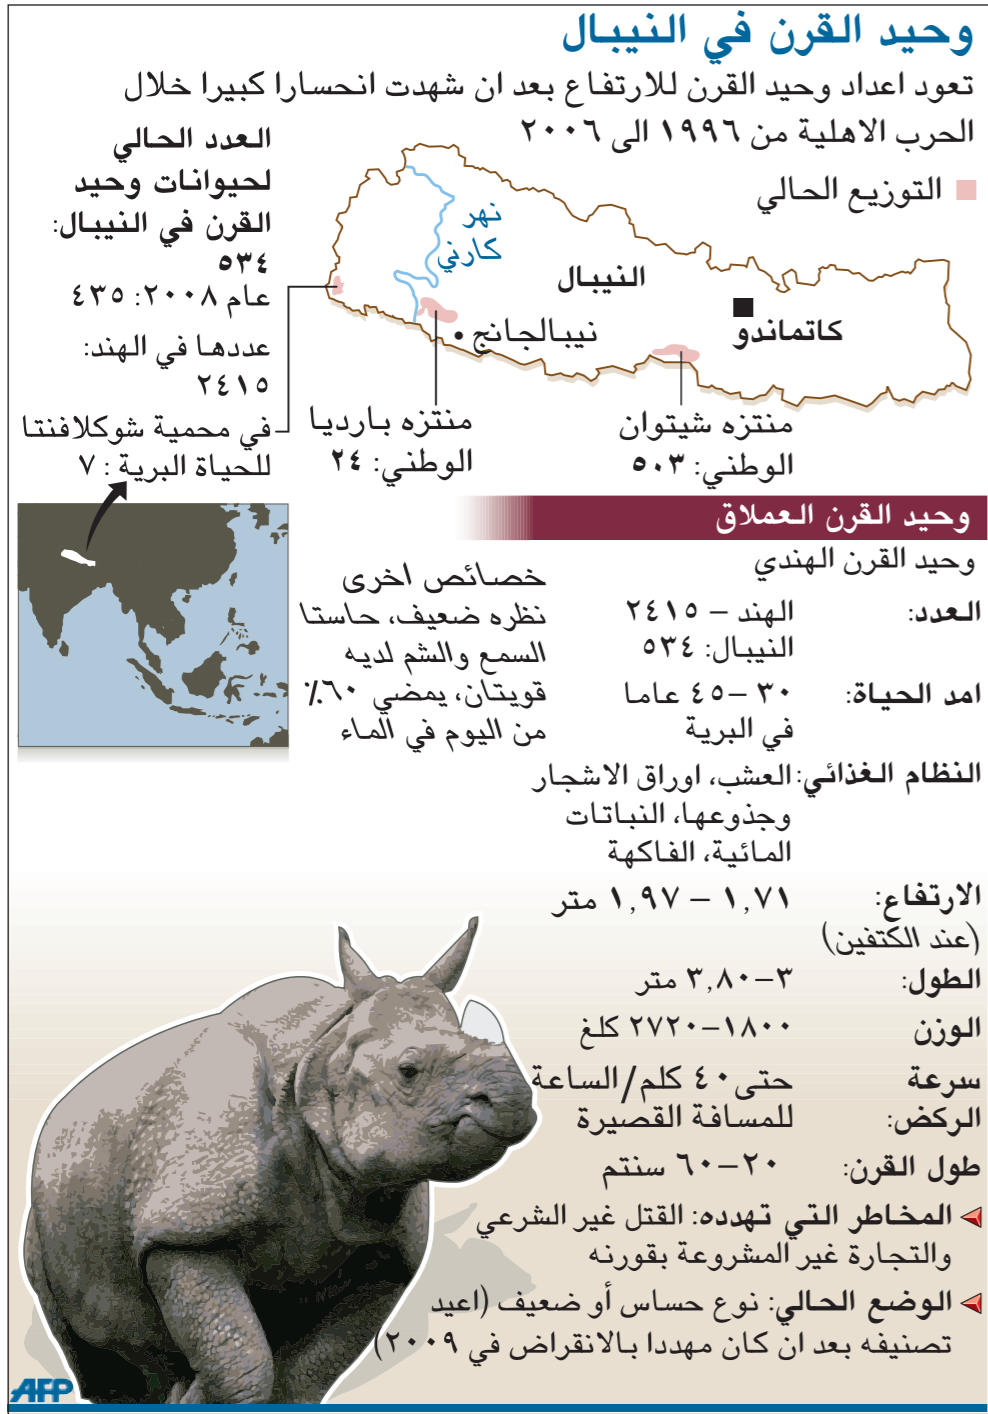 وحيد القرن في النيبال
تعود اعداد وحيد القرن للارتفاع بعد ان شهدت انحسارا كبيرا خلال
الحرب الاهلية من ١٩٩٦ الى ٢٠٠٦
التوزيع الحالي
العدد الحالي
لحيوانات وحيد
القرن في النيبال:
٥٣٤
عام ٢٠٠٨: ٤٣٥
عددها في الهند:
٢٤١٥
في محمية شوكلافنتا
للحياة البرية : ٧
نهر
كارني
النيبال
كاتماندو
نيبالجانج
منتزه شيتوان
الوطني: ٥٠٣
منتزه بارديا
الوطني: ٢٤
وحيد القرن العملاق
وحيد القرن الهندي
العدد: الهند – ٢٤١٥
النيبال: ٥٣٤
امد الحياة: ٣٠ –٤٥ عاما
في البرية
خصائص اخرى
نظره ضعيف، حاستا
السمع والشم لديه
قويتان، يمضي ٦٠٪
من اليوم في الماء
النظام الغذائي: العشب، اوراق الاشجار
وجذوعها، النباتات
المائية، الفاكهة
الارتفاع: ١,٧١ – ١,٩٧ متر
(عند الكتفين)
الطول: ٣–٣,٨٠ متر
الوزن ١٨٠٠–٢٧٢٠ كلغ
سرعة حتى ٤٠ كلم/الساعة
الركض: للمسافة القصيرة
طول القرن: ٢٠–٦٠ سنتم
المخاطر التي تهدده: القتل غير الشرعي
والتجارة غير المشروعة بقورنه
الوضع الحالي: نوع حساس أو ضعيف (اعيد
تصنيفه بعد ان كان مهددا بالانقراض في ٢٠٠٩)
AFP